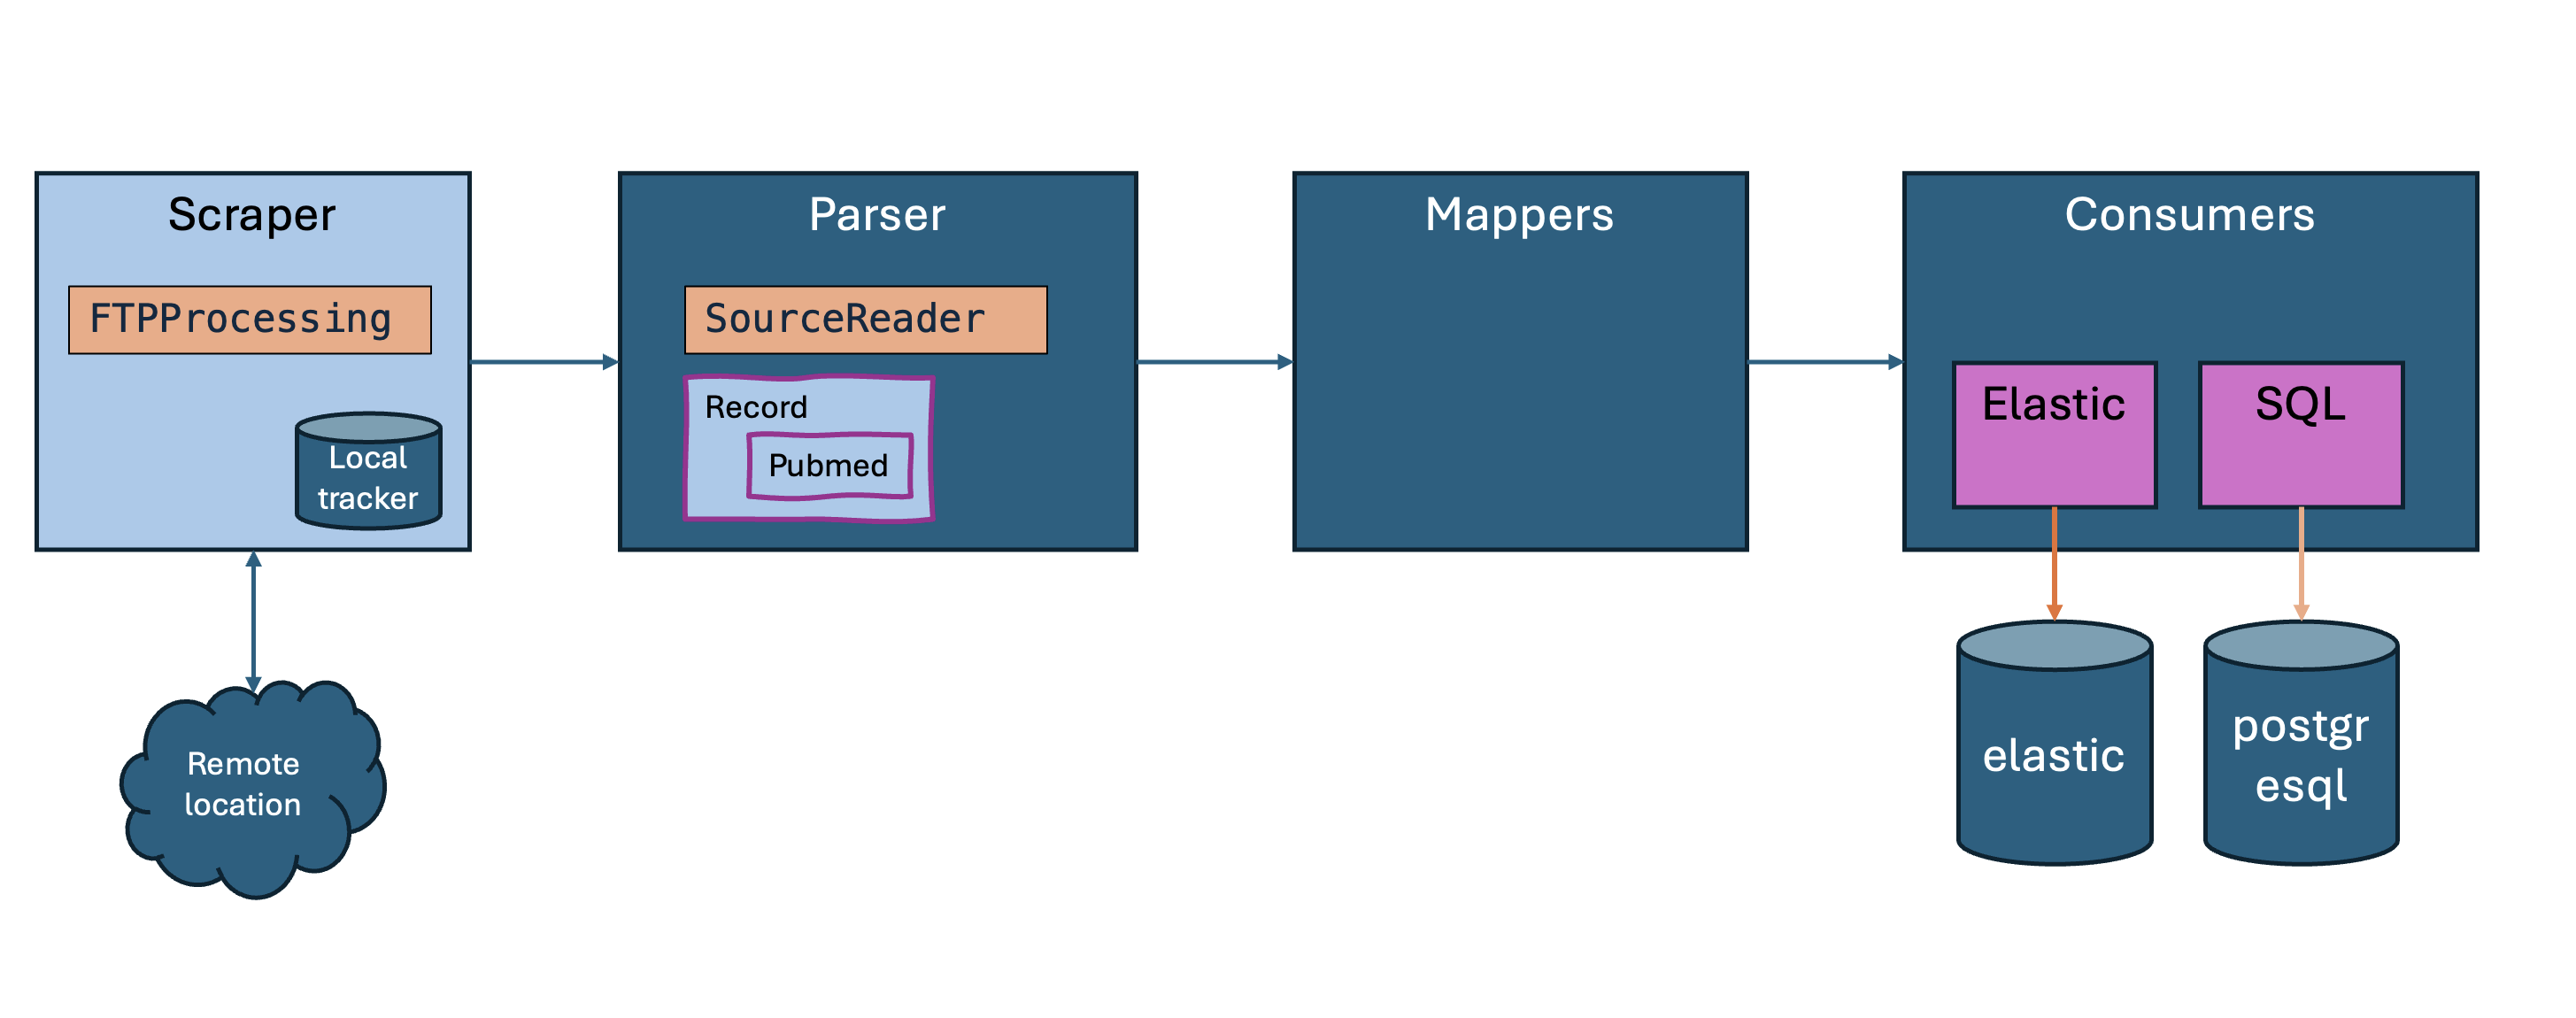 Scraper
FTPProcessing
Local
tracker
Remote
location
Parser
SourceReader
Record
Pubmed
Mappers
Consumers
Elastic
SQL
elastic
postgr
esql